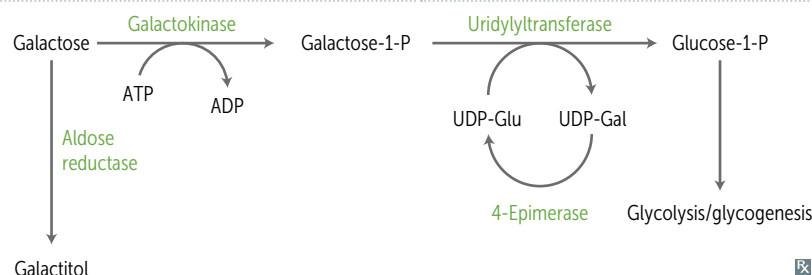 Galactokinase
Uridylyltransferase
Galactose
Galactose-1-P
Glucose-1-P
ATP
ADP
UDP-Glu
UDP-Gal
Aldose
reductase
4-Epimerase
Glycolysis/glycogenesis
Galactitol
Rx